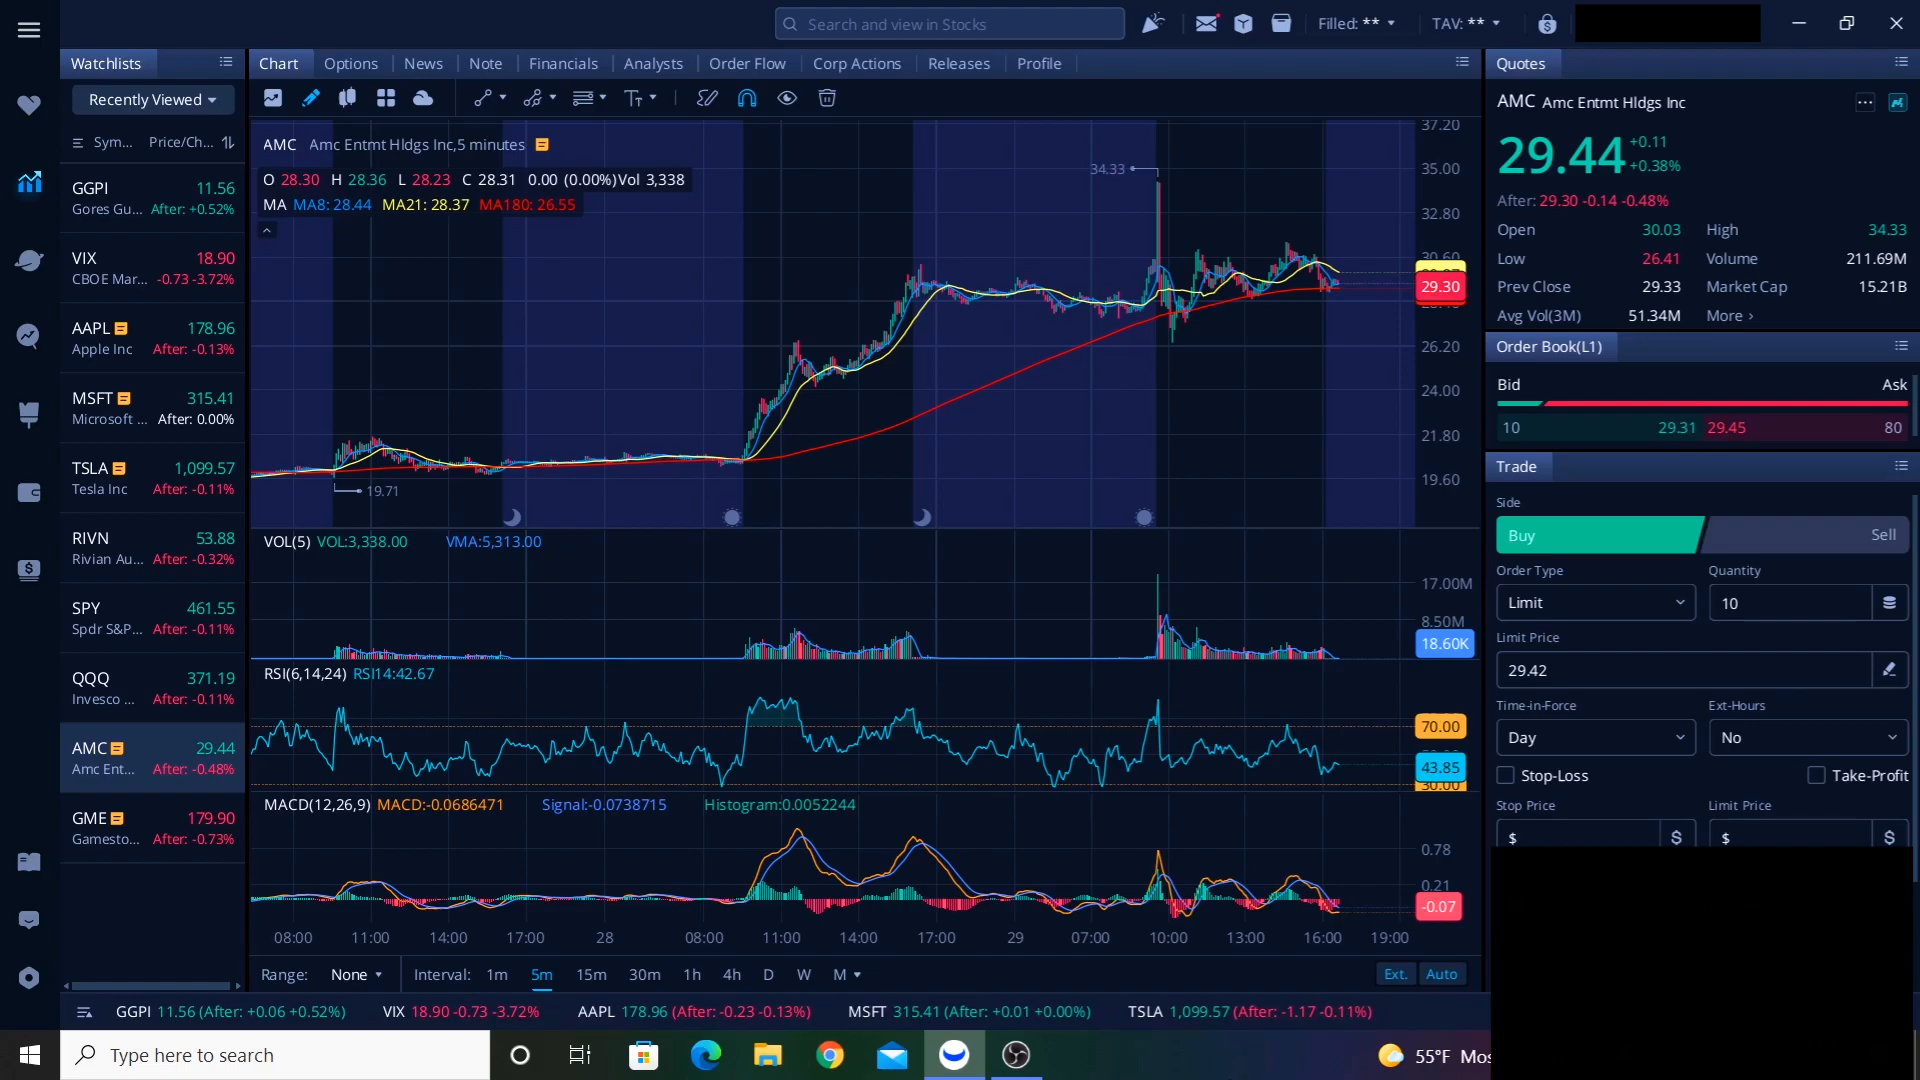 Search and view in Stocks
Filled: **
TAV: **
Watchlists
Recently Viewed
Sym... Price/Ch...
GGPI 11.56
Gores Gu... After: +0.52%
VIX 18.90
CBOE Mar... -0.73 -3.72%
AAPL 178.96
Apple Inc After: -0.13%
MSFT 315.41
Microsoft ... After: 0.00%
TSLA 1,099.57
Tesla Inc After: -0.11%
RIVN 53.88
Rivian Au... After: -0.32%
SPY 461.55
Spdr S&P... After: -0.11%
QQQ 371.19
Invesco ... After: -0.11%
AMC 29.44
Amc Ent... After: -0.48%
GME 179.90
Gamesto... After: -0.73%
Chart Options News Note Financials Analysts Order Flow Corp Actions Releases Profile
AMC Amc Entmt Hldgs Inc,5 minutes
O 28.30 H 28.36 L 28.23 C 28.31 0.00 (0.00%)Vol 3,338
MA MA8: 28.44 MA21: 28.37 MA180: 26.55
34.33
19.71
37.20
35.00
32.80
30.60
29.30
26.20
24.00
21.80
19.60
VOL(5) VOL:3,338.00 VMA:5,313.00
17.00M
8.50M
18.60K
RSI(6,14,24) RSI14:42.67
70.00
43.85
30.00
MACD(12,26,9) MACD:-0.0686471 Signal:-0.0738715 Histogram:0.0052244
0.78
0.21
-0.07
08:00 11:00 14:00 17:00 28 08:00 11:00 14:00 17:00 29 07:00 10:00 13:00 16:00 19:00
Range: None Interval: 1m 5m 15m 30m 1h 4h D W M
Ext. Auto
Quotes
AMC Amc Entmt Hldgs Inc
29.44 +0.11
+0.38%
After: 29.30 -0.14 -0.48%
Open 30.03 High 34.33
Low 26.41 Volume 211.69M
Prev Close 29.33 Market Cap 15.21B
Avg Vol(3M) 51.34M More ›
Order Book(L1)
Bid Ask
10 29.31 29.45 80
Trade
Side
Buy Sell
Order Type Quantity
Limit 10
Limit Price
29.42
Time-in-Force Ext-Hours
Day No
Stop-Loss Take-Profit
Stop Price Limit Price
$ $ $ $
GGPI 11.56 (After: +0.06 +0.52%) VIX 18.90 -0.73 -3.72% AAPL 178.96 (After: -0.23 -0.13%) MSFT 315.41 (After: +0.01 +0.00%) TSLA 1,099.57 (After: -1.17 -0.11%)
Type here to search
55°F Mos